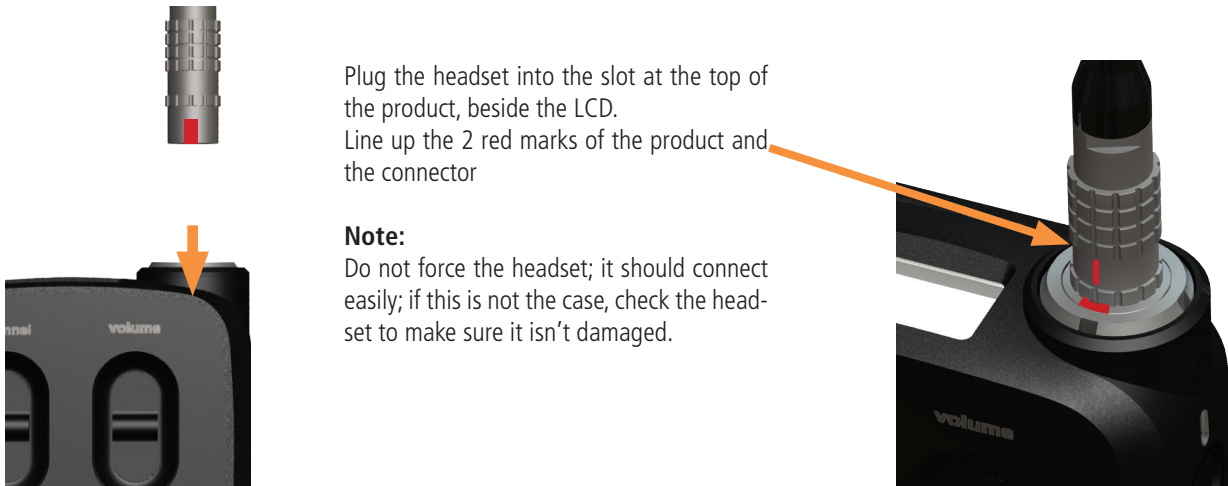 Plug the headset into the slot at the top of
the product, beside the LCD.
Line up the 2 red marks of the product and
the connector
Note:
Do not force the headset; it should connect
easily; if this is not the case, check the head-
set to make sure it isn’t damaged.
nnel
volume
volume